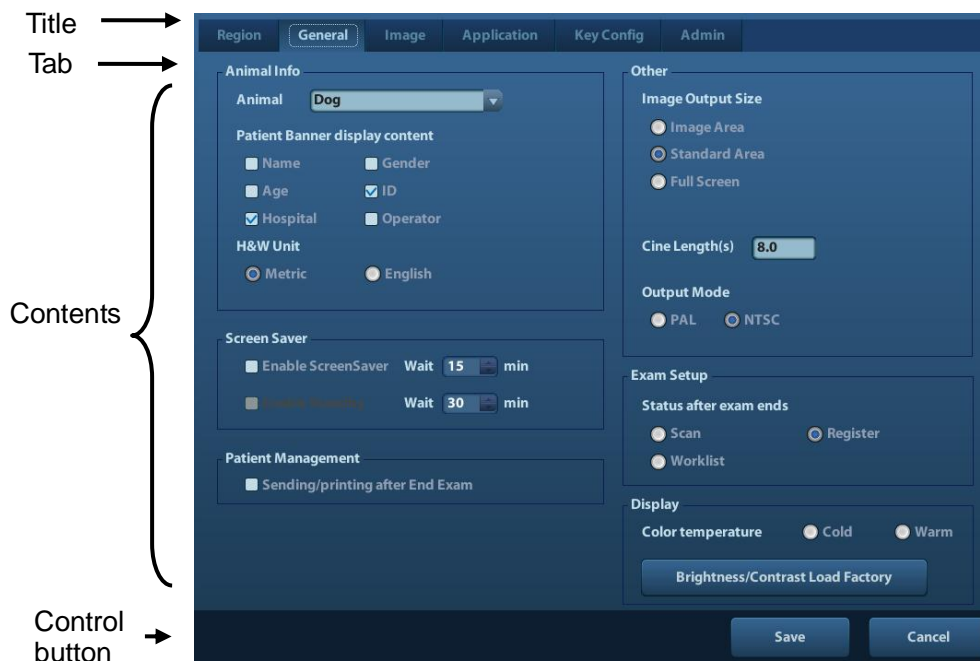 Title
Tab
Contents
Control
button
Region General Image Application Key Config Admin
Animal Info
Animal Dog
Patient Banner display content
Name Gender
Age ID
Hospital Operator
H&W Unit
Metric English
Screen Saver
Enable ScreenSaver Wait 15 min
Wait 30 min
Patient Management
Sending/printing after End Exam
Other
Image Output Size
Image Area
Standard Area
Full Screen
Cine Length(s) 8.0
Output Mode
PAL NTSC
Exam Setup
Status after exam ends
Scan Register
Worklist
Display
Color temperature Cold Warm
Brightness/Contrast Load Factory
Save Cancel